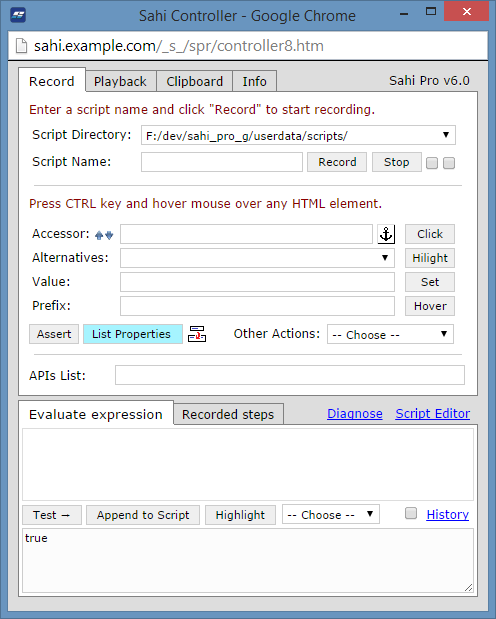 Sahi Controller - Google Chrome
sahi.example.com/_s_/spr/controller8.htm
Record Playback Clipboard Info Sahi Pro v6.0
Enter a script name and click "Record" to start recording.
Script Directory: F:/dev/sahi_pro_g/userdata/scripts/
Script Name: Record Stop
Press CTRL key and hover mouse over any HTML element.
Accessor: Click
Alternatives: Hilight
Value: Set
Prefix: Hover
Assert List Properties Other Actions: -- Choose --
APIs List:
Evaluate expression Recorded steps Diagnose Script Editor
Test → Append to Script Highlight -- Choose -- History
true